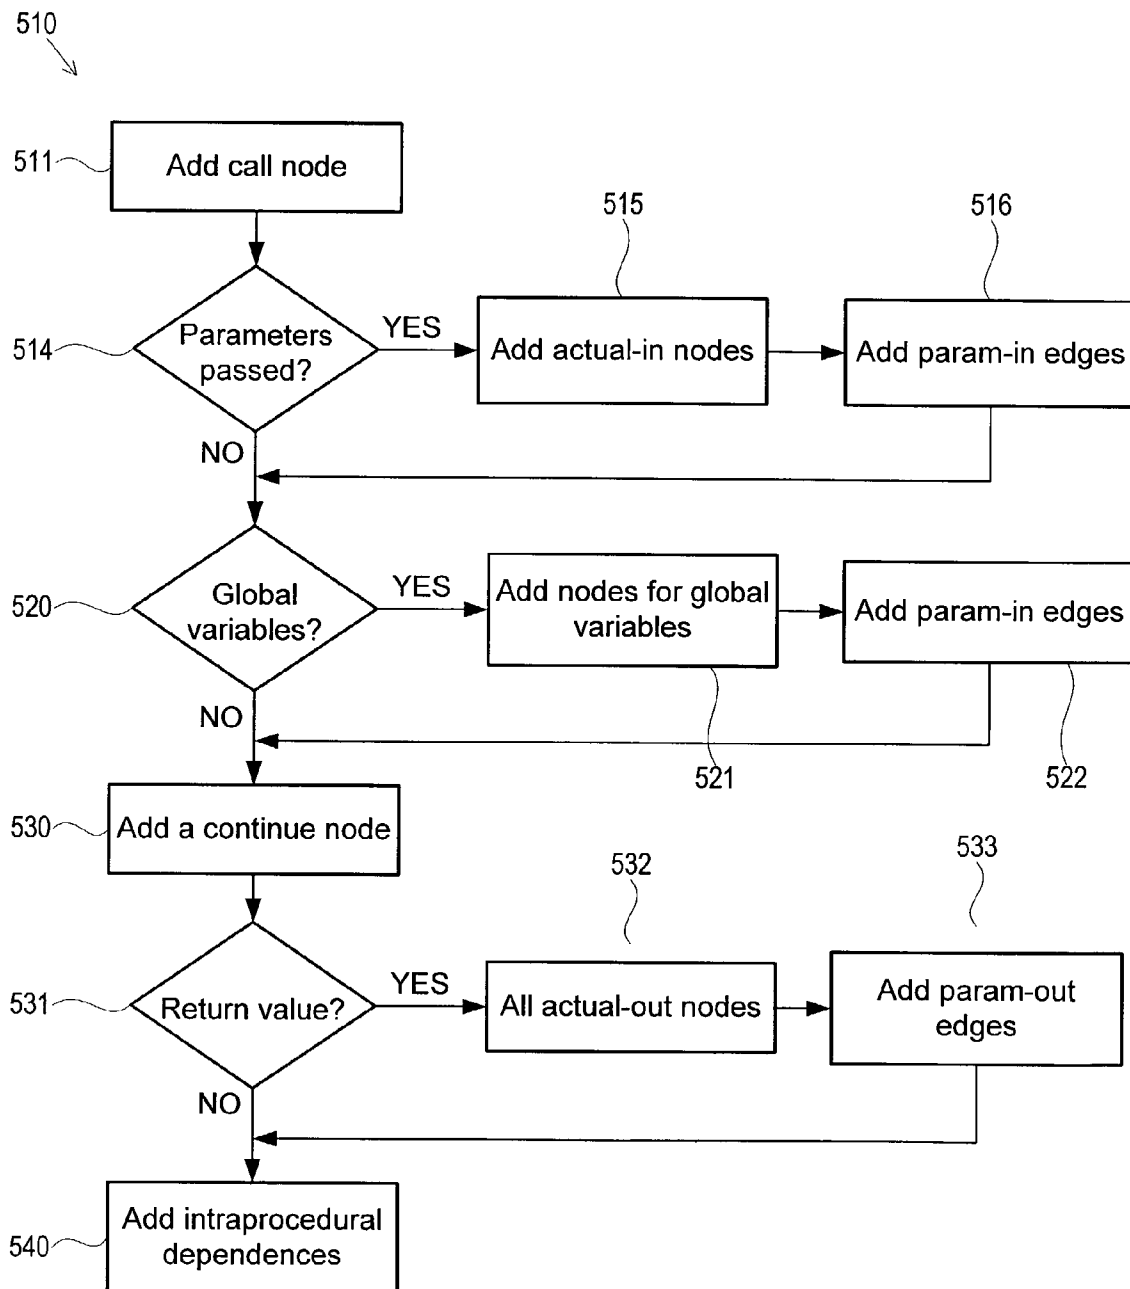 510
511
Add call node
515
516
514
Parameters
passed?
YES
Add actual-in nodes
Add param-in edges
NO
520
Global
variables?
YES
Add nodes for global
variables
Add param-in edges
NO
521
522
530
Add a continue node
532
533
531
Return value?
YES
All actual-out nodes
Add param-out
edges
NO
540
Add intraprocedural
dependences